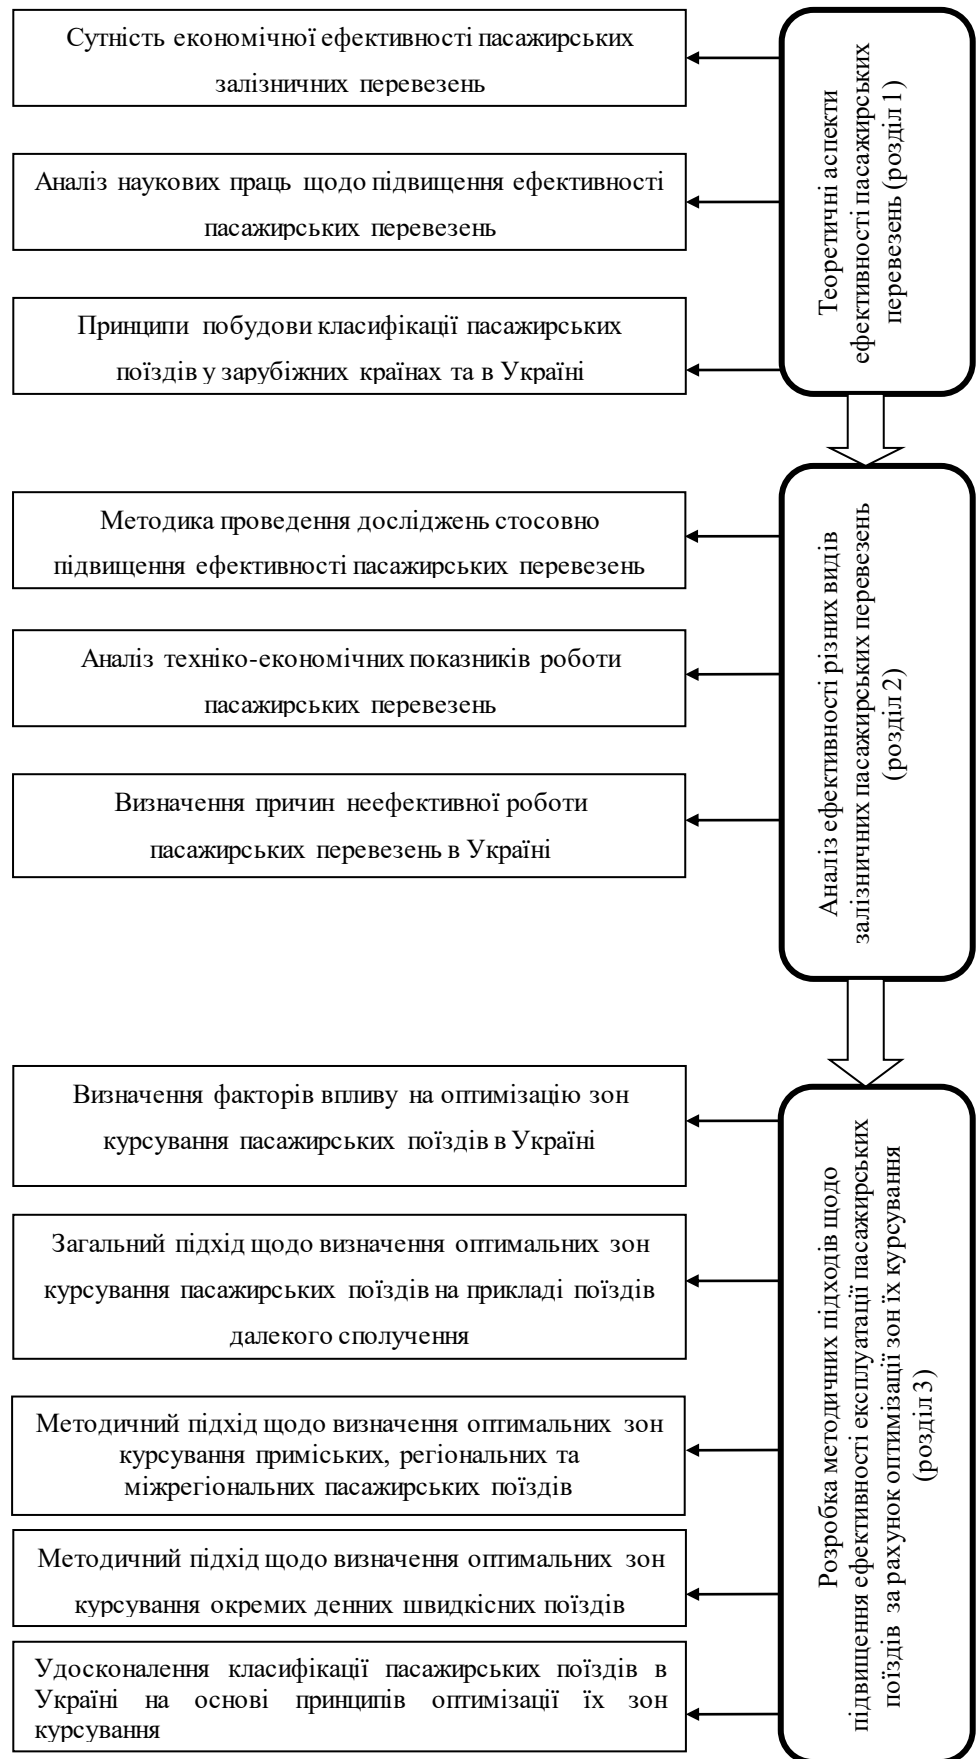 Сутність економічної ефективності пасажирських
залізничних перевезень
Аналіз наукових праць щодо підвищення ефективності
пасажирських перевезень
Принципи побудови класифікації пасажирських
поїздів у зарубіжних країнах та в Україні
Теоретичні аспекти
ефективності пасажирських
перевезень (розділ 1)
Методика проведення досліджень стосовно
підвищення ефективності пасажирських перевезень
Аналіз техніко-економічних показників роботи
пасажирських перевезень
Визначення причин неефективної роботи
пасажирських перевезень в Україні
Аналіз ефективності різних видів
залізничних пасажирських перевезень
(розділ 2)
Визначення факторів впливу на оптимізацію зон
курсування пасажирських поїздів в Україні
Загальний підхід щодо визначення оптимальних зон
курсування пасажирських поїздів на прикладі поїздів
далекого сполучення
Методичний підхід щодо визначення оптимальних зон
курсування приміських, регіональних та
міжрегіональних пасажирських поїздів
Методичний підхід щодо визначення оптимальних зон
курсування окремих денних швидкісних поїздів
Удосконалення класифікації пасажирських поїздів в
Україні на основі принципів оптимізації їх зон
курсування
Розробка методичних підходів щодо
підвищення ефективності експлуатації пасажирських
поїздів за рахунок оптимізації зон їх курсування
(розділ 3)